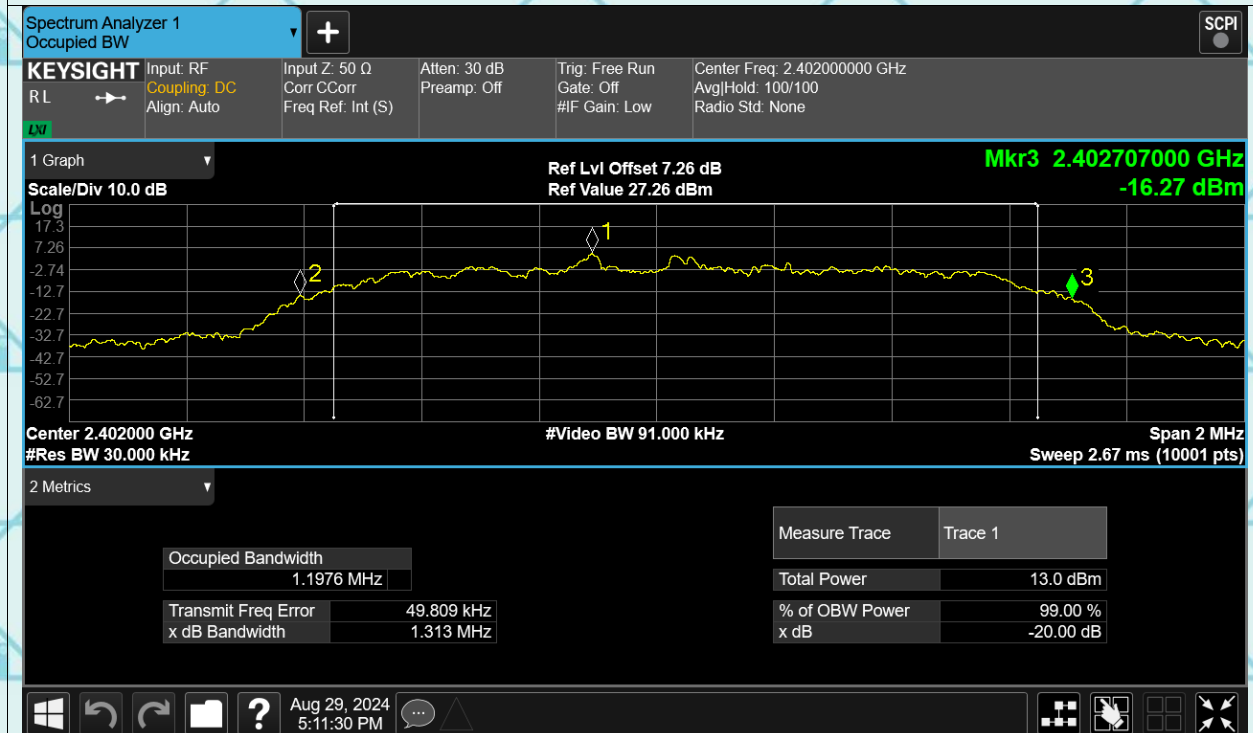 Spectrum Analyzer 1
Occupied BW
SCPI
KEYSIGHT
R L
LXI
Input: RF
Coupling: DC
Align: Auto
Input Z: 50 Ω
Corr CCorr
Freq Ref: Int (S)
Atten: 30 dB
Preamp: Off
Trig: Free Run
Gate: Off
#IF Gain: Low
Center Freq: 2.402000000 GHz
Avg|Hold: 100/100
Radio Std: None
1 Graph
Scale/Div 10.0 dB
Ref Lvl Offset 7.26 dB
Ref Value 27.26 dBm
Mkr3 2.402707000 GHz
-16.27 dBm
Log
17.3
7.26
-2.74
-12.7
-22.7
-32.7
-42.7
-52.7
-62.7
1
2
3
Center 2.402000 GHz
#Video BW 91.000 kHz
Span 2 MHz
#Res BW 30.000 kHz
Sweep 2.67 ms (10001 pts)
2 Metrics
Occupied Bandwidth
1.1976 MHz
Transmit Freq Error 49.809 kHz
x dB Bandwidth 1.313 MHz
Measure Trace Trace 1
Total Power 13.0 dBm
% of OBW Power 99.00 %
x dB -20.00 dB
?
Aug 29, 2024
5:11:30 PM